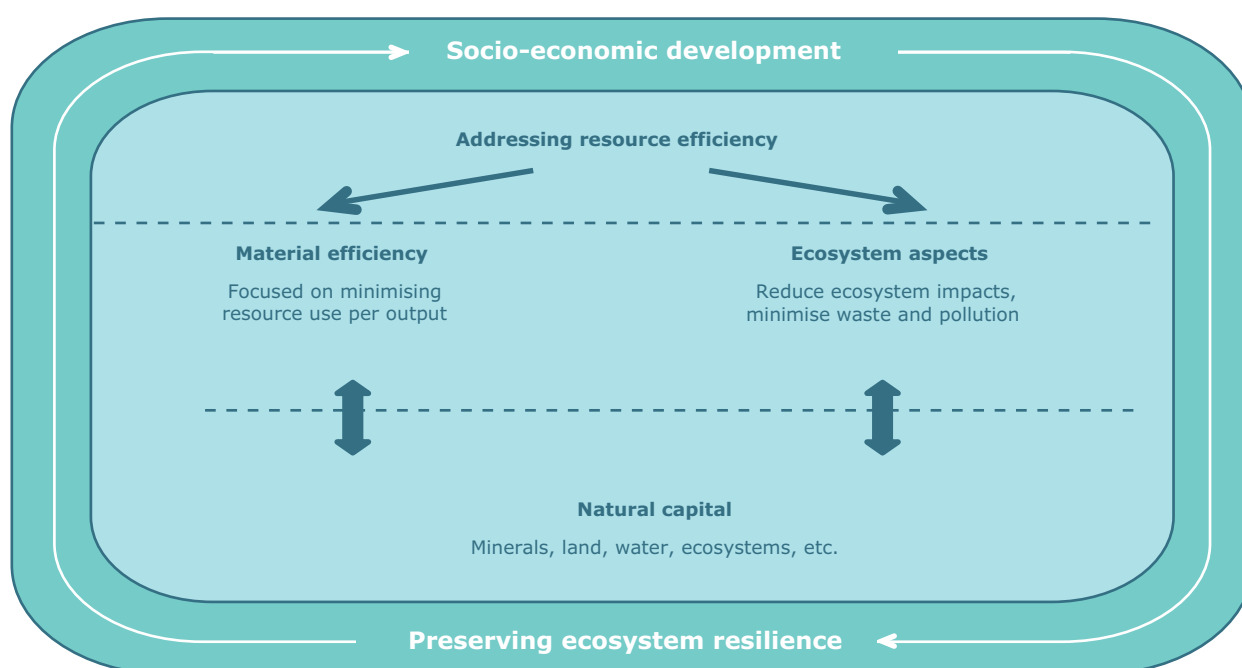 Socio-economic development
Addressing resource efficiency
Material efficiency
Focused on minimising
resource use per output
Ecosystem aspects
Reduce ecosystem impacts,
minimise waste and pollution
Natural capital
Minerals, land, water, ecosystems, etc.
Preserving ecosystem resilience